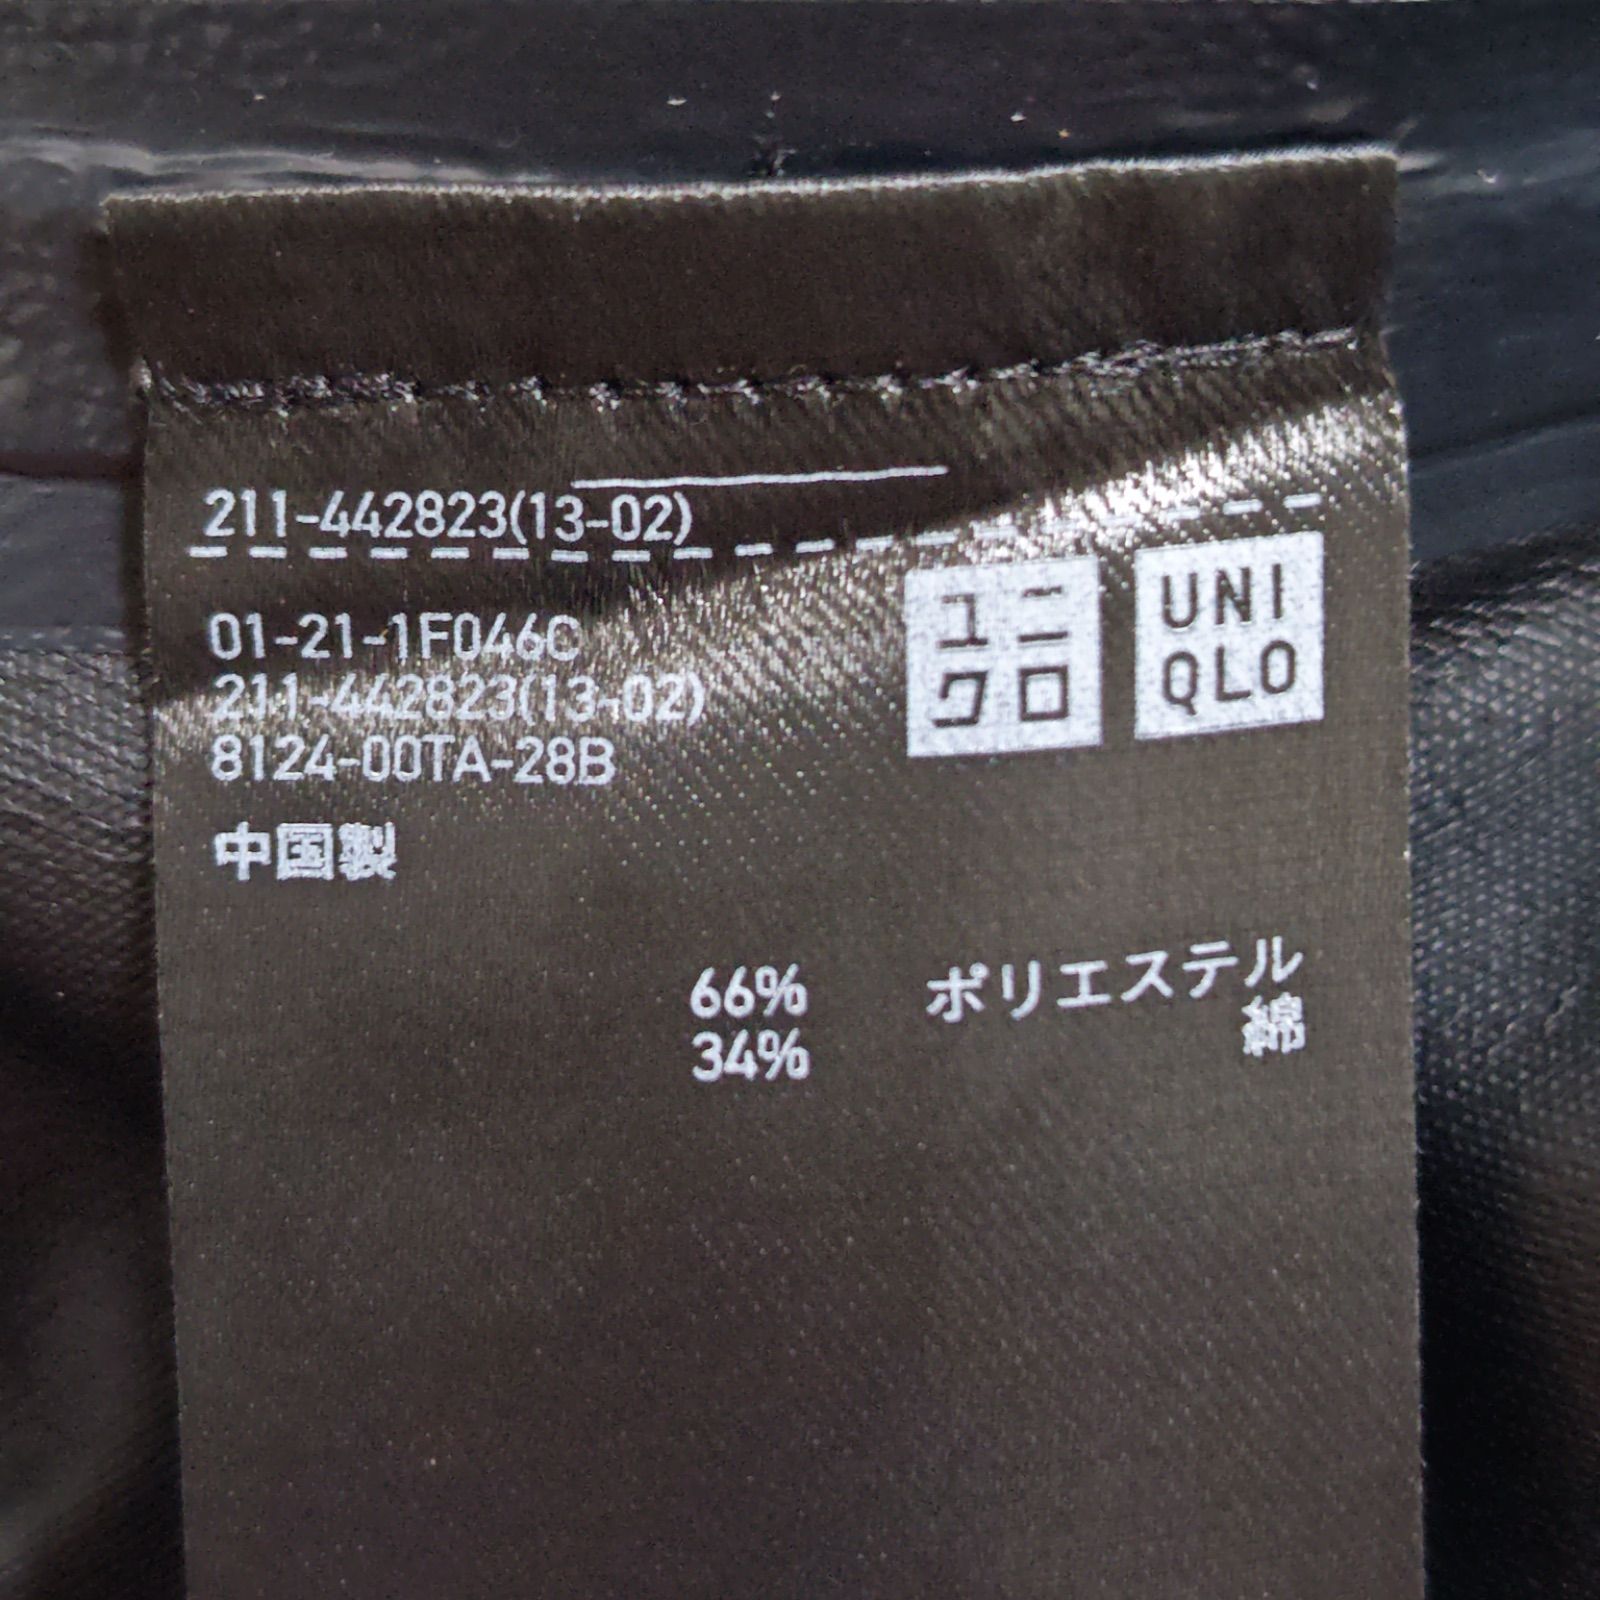 211-442823(13-02)
01-21-1F046C
211-442823(13-02)
8124-00TA-28B
ユニ
クロ
UNI
QLO
中国製
66% ポリエステル
34% 綿